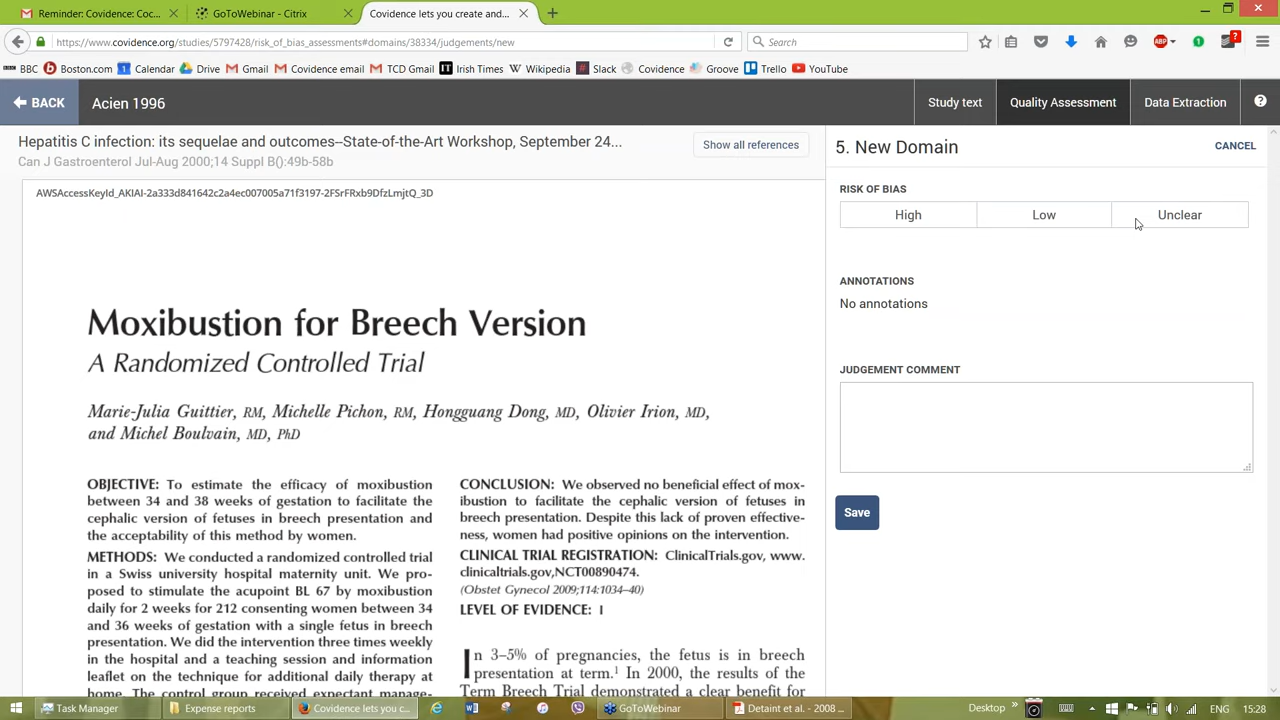 Reminder: Covidence: Coc...
GoToWebinar - Citrix
Covidence lets you create and...
https://www.covidence.org/studies/5797428/risk_of_bias_assessments#domains/38334/judgements/new
Search
ABP
1
?
BBC
Boston.com
Calendar
Drive
Gmail
Covidence email
TCD Gmail
Irish Times
Wikipedia
Slack
Covidence
Groove
Trello
YouTube
BACK
Acien 1996
Study text
Quality Assessment
Data Extraction
?
Hepatitis C infection: its sequelae and outcomes--State-of-the-Art Workshop, September 24...
Can J Gastroenterol Jul-Aug 2000;14 Suppl B():49b-58b
Show all references
AWSAccessKeyId_AKIAI-2a333d841642c2a4ec007005a71f3197-2FSrFRxb9DfzLmjtQ_3D
Moxibustion for Breech Version
A Randomized Controlled Trial
Marie-Julia Guittier, RM, Michelle Pichon, RM, Hongguang Dong, MD, Olivier Irion, MD,
and Michel Boulvain, MD, PhD
OBJECTIVE: To estimate the efficacy of moxibustion
between 34 and 38 weeks of gestation to facilitate the
cephalic version of fetuses in breech presentation and
the acceptability of this method by women.
METHODS: We conducted a randomized controlled trial
in a Swiss university hospital maternity unit. We pro-
posed to stimulate the acupoint BL 67 by moxibustion
daily for 2 weeks for 212 consenting women between 34
and 36 weeks of gestation with a single fetus in breech
presentation. We did the intervention three times weekly
in the hospital and a teaching session and information
leaflet on the technique for additional daily therapy at
home. The control group received expectant manage-
CONCLUSION: We observed no beneficial effect of mox-
ibustion to facilitate the cephalic version of fetuses in
breech presentation. Despite this lack of proven effective-
ness, women had positive opinions on the intervention.
CLINICAL TRIAL REGISTRATION: ClinicalTrials.gov, www.
clinicaltrials.gov,NCT00890474.
(Obstet Gynecol 2009;114:1034–40)
LEVEL OF EVIDENCE: I
In 3–5% of pregnancies, the fetus is in breech
presentation at term.1 In 2000, the results of the
Term Breech Trial demonstrated a clear benefit for
5. New Domain
CANCEL
RISK OF BIAS
High
Low
Unclear
ANNOTATIONS
No annotations
JUDGEMENT COMMENT
Save
Task Manager
Expense reports
Covidence lets you c...
GoToWebinar
Detaint et al. - 2008 ...
Desktop
ENG
15:28